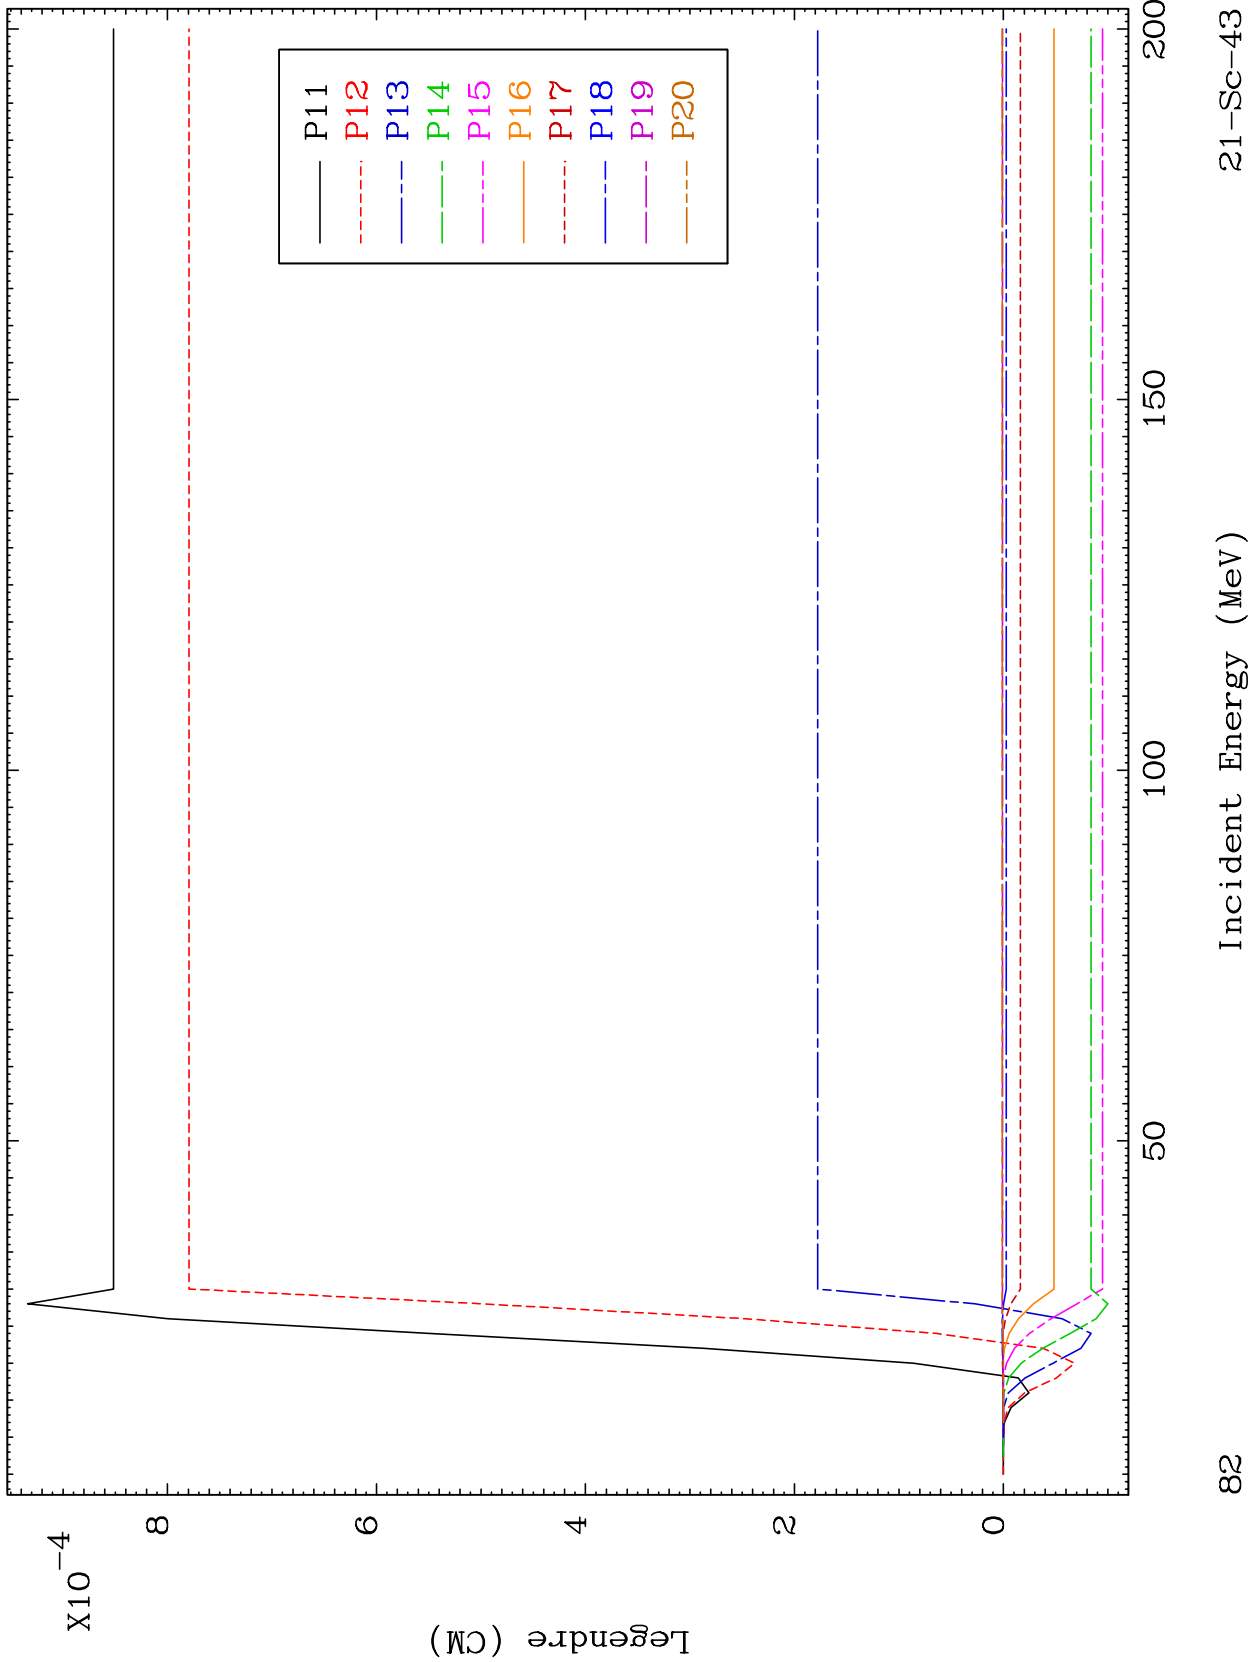 X10⁻⁴
Legendre (CM)
8
6
4
2
0
50
100
150
200
Incident Energy (MeV)
P11
P12
P13
P14
P15
P16
P17
P18
P19
P20
82
21-Sc-43